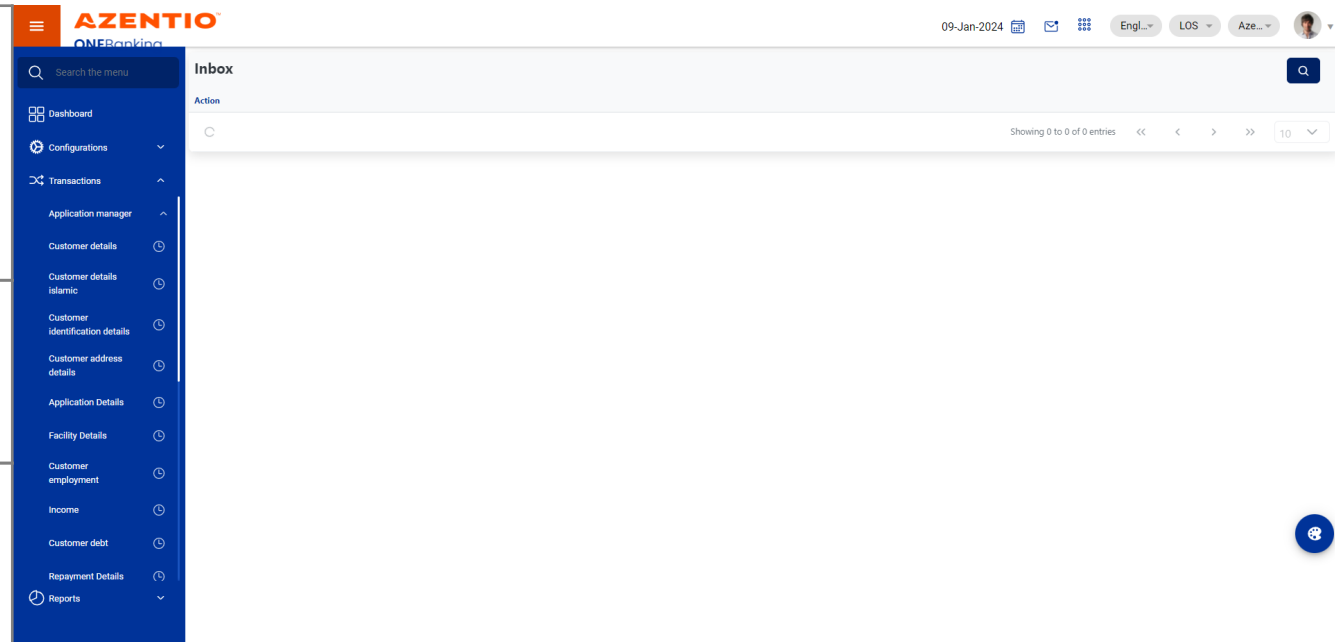 AZENTIO
ONEBanking
09-Jan-2024
Engl...
LOS
Aze...
Search the menu
Dashboard
Configurations
Transactions
Application manager
Customer details
Customer details
islamic
Customer
identification details
Customer address
details
Application Details
Facility Details
Customer
employment
Income
Customer debt
Repayment Details
Reports
Inbox
Action
Showing 0 to 0 of 0 entries
10